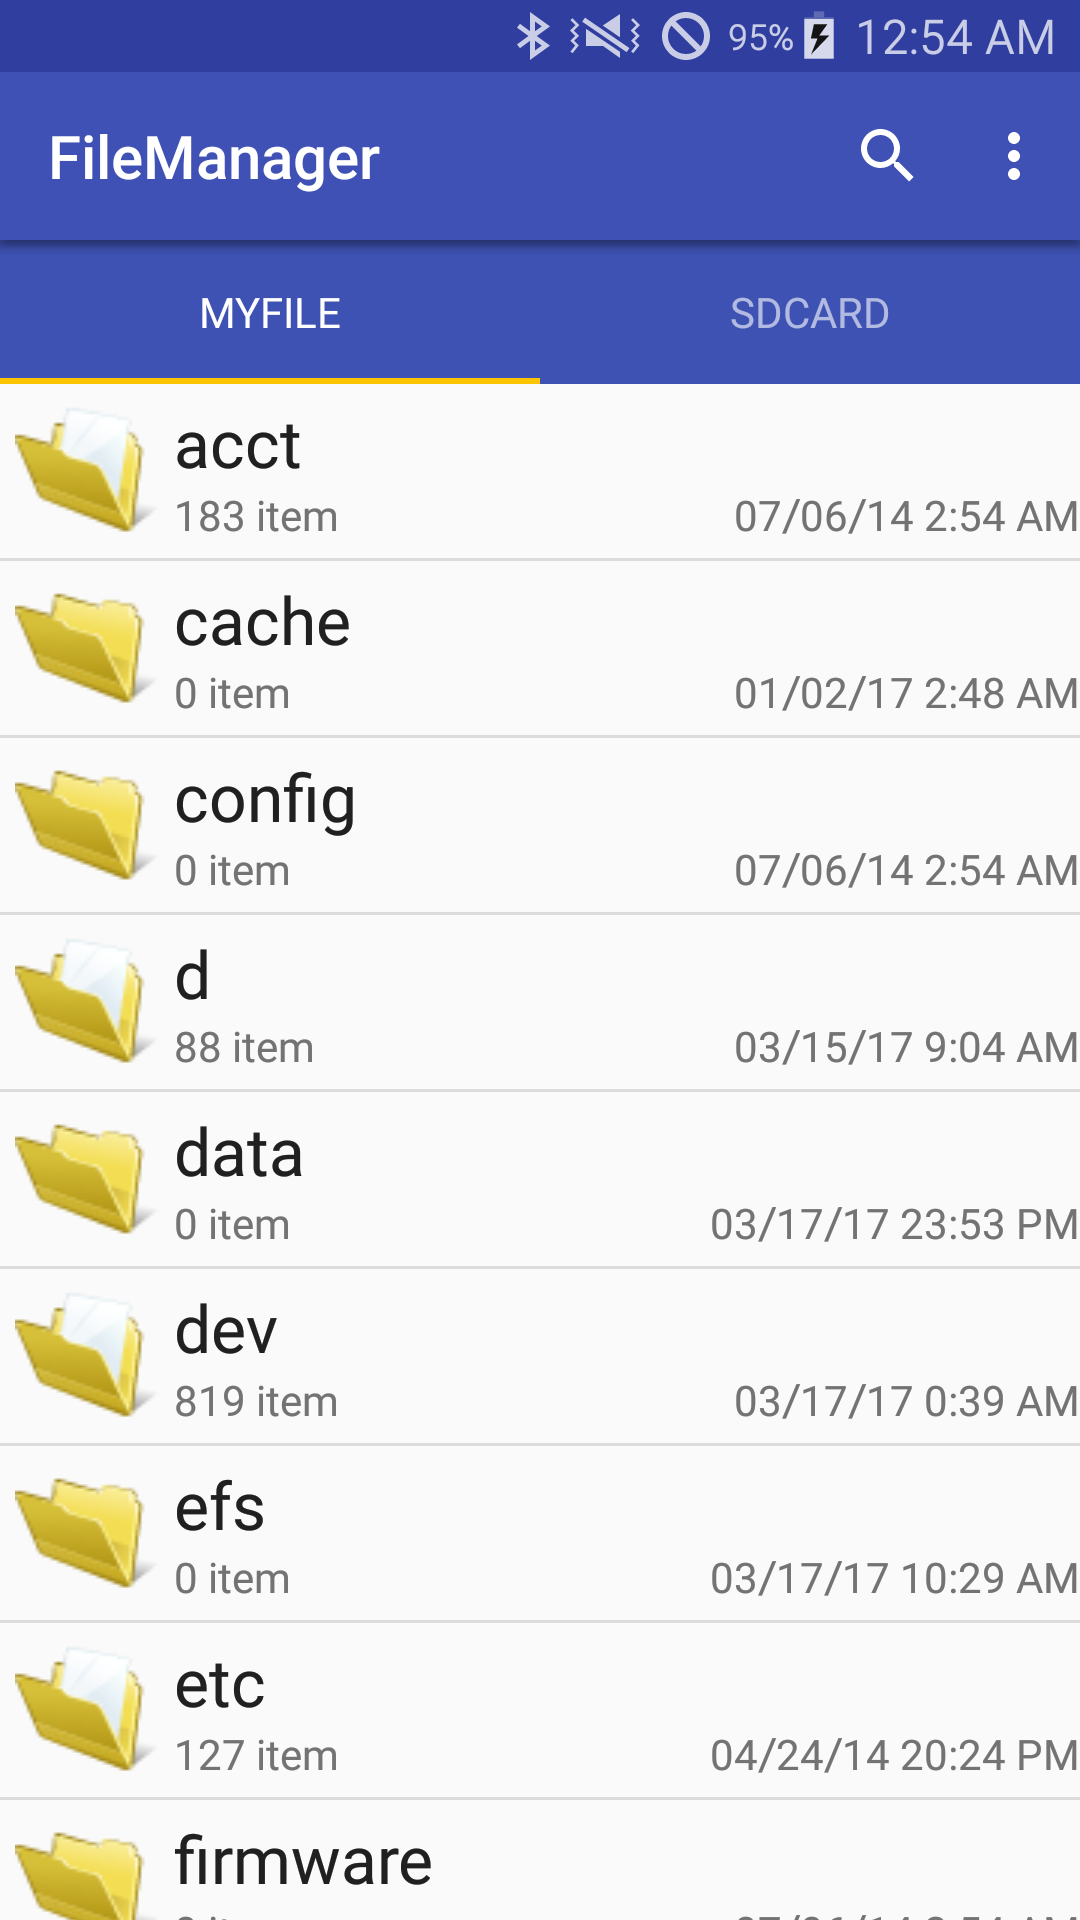 95% 12:54 AM
FileManager
MYFILE SDCARD
acct
183 item 07/06/14 2:54 AM
cache
0 item 01/02/17 2:48 AM
config
0 item 07/06/14 2:54 AM
d
88 item 03/15/17 9:04 AM
data
0 item 03/17/17 23:53 PM
dev
819 item 03/17/17 0:39 AM
efs
0 item 03/17/17 10:29 AM
etc
127 item 04/24/14 20:24 PM
firmware